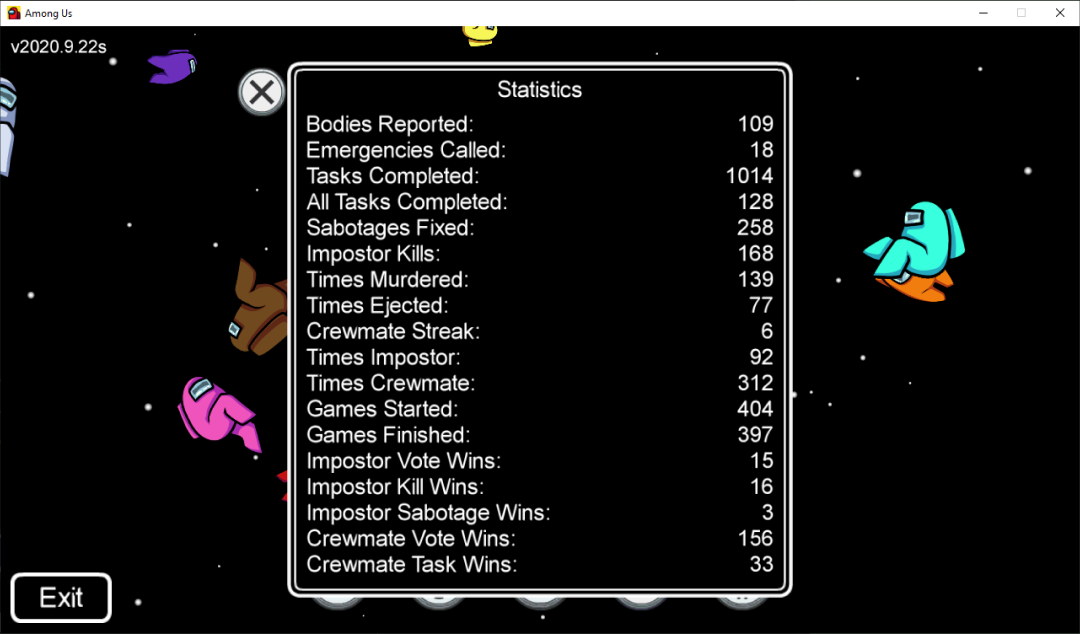 Among Us
v2020.9.22s
Statistics
Bodies Reported: 109
Emergencies Called: 18
Tasks Completed: 1014
All Tasks Completed: 128
Sabotages Fixed: 258
Impostor Kills: 168
Times Murdered: 139
Times Ejected: 77
Crewmate Streak: 6
Times Impostor: 92
Times Crewmate: 312
Games Started: 404
Games Finished: 397
Impostor Vote Wins: 15
Impostor Kill Wins: 16
Impostor Sabotage Wins: 3
Crewmate Vote Wins: 156
Crewmate Task Wins: 33
Exit